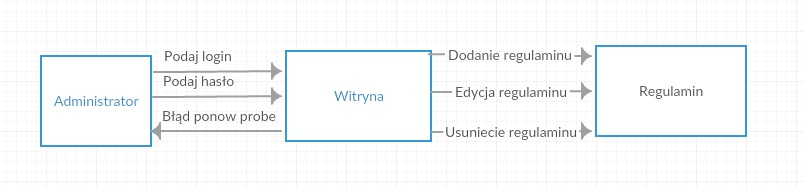 Administrator
Podaj login
Podaj hasło
Błąd ponow probe
Witryna
Dodanie regulaminu
Edycja regulaminu
Usuniecie regulaminu
Regulamin